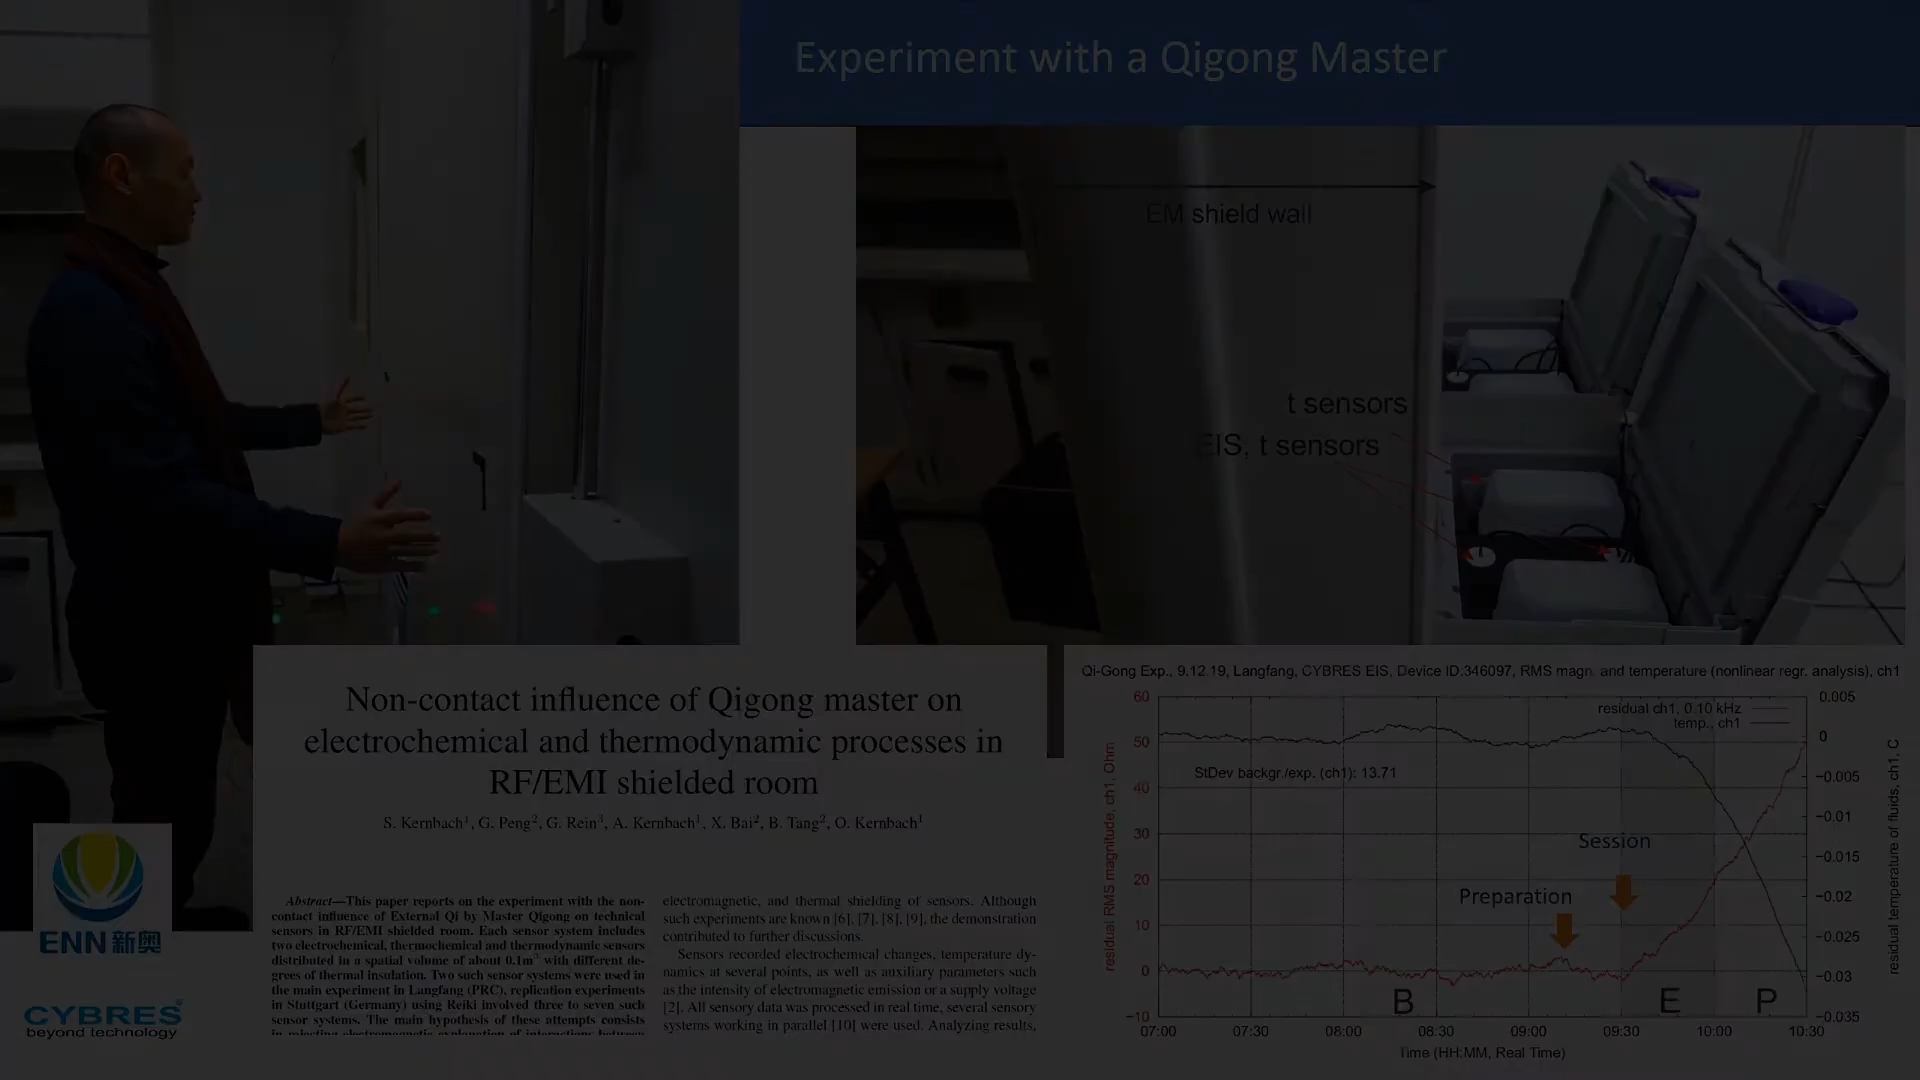 Experiment with a Qigong Master
EM shield wall
t sensors
EIS, t sensors
Non-contact influence of Qigong master on
electrochemical and thermodynamic processes in
RF/EMI shielded room
S. Kernbach¹, G. Peng², G. Rein³, A. Kernbach¹, X. Bai², B. Tang², O. Kernbach¹
Abstract—This paper reports on the experiment with the non-
contact influence of External Qi by Master Qigong on technical
sensors in RF/EMI shielded room. Each sensor system includes
two electrochemical, thermochemical and thermodynamic sensors
distributed in a spatial volume of about 0.1m³ with different de-
grees of thermal insulation. Two such sensor systems were used in
the main experiment in Langfang (PRC), replication experiments
in Stuttgart (Germany) using Reiki involved three to seven such
sensor systems. The main hypothesis of these attempts consists
in rejecting electromagnetic explanation of interactions between
electromagnetic, and thermal shielding of sensors. Although
such experiments are known [6], [7], [8], [9], the demonstration
contributed to further discussions.
Sensors recorded electrochemical changes, temperature dy-
namics at several points, as well as auxiliary parameters such
as the intensity of electromagnetic emission or a supply voltage
[2]. All sensory data was processed in real time, several sensory
systems working in parallel [10] were used. Analyzing results,
ENN新奥
CYBRES®
beyond technology
Qi-Gong Exp., 9.12.19, Langfang, CYBRES EIS, Device ID:346097, RMS magn. and temperature (nonlinear regr. analysis), ch1
residual ch1, 0.10 kHz
temp., ch1
StDev backgr./exp. (ch1): 13.71
Session
Preparation
B
E
P
residual RMS magnitude, ch1, Ohm
60
50
40
30
20
10
0
−10
0.005
0
−0.005
−0.01
−0.015
−0.02
−0.025
−0.03
−0.035
residual temperature of fluids, ch1, C
07:00 07:30 08:00 08:30 09:00 09:30 10:00 10:30
Time (HH:MM, Real Time)